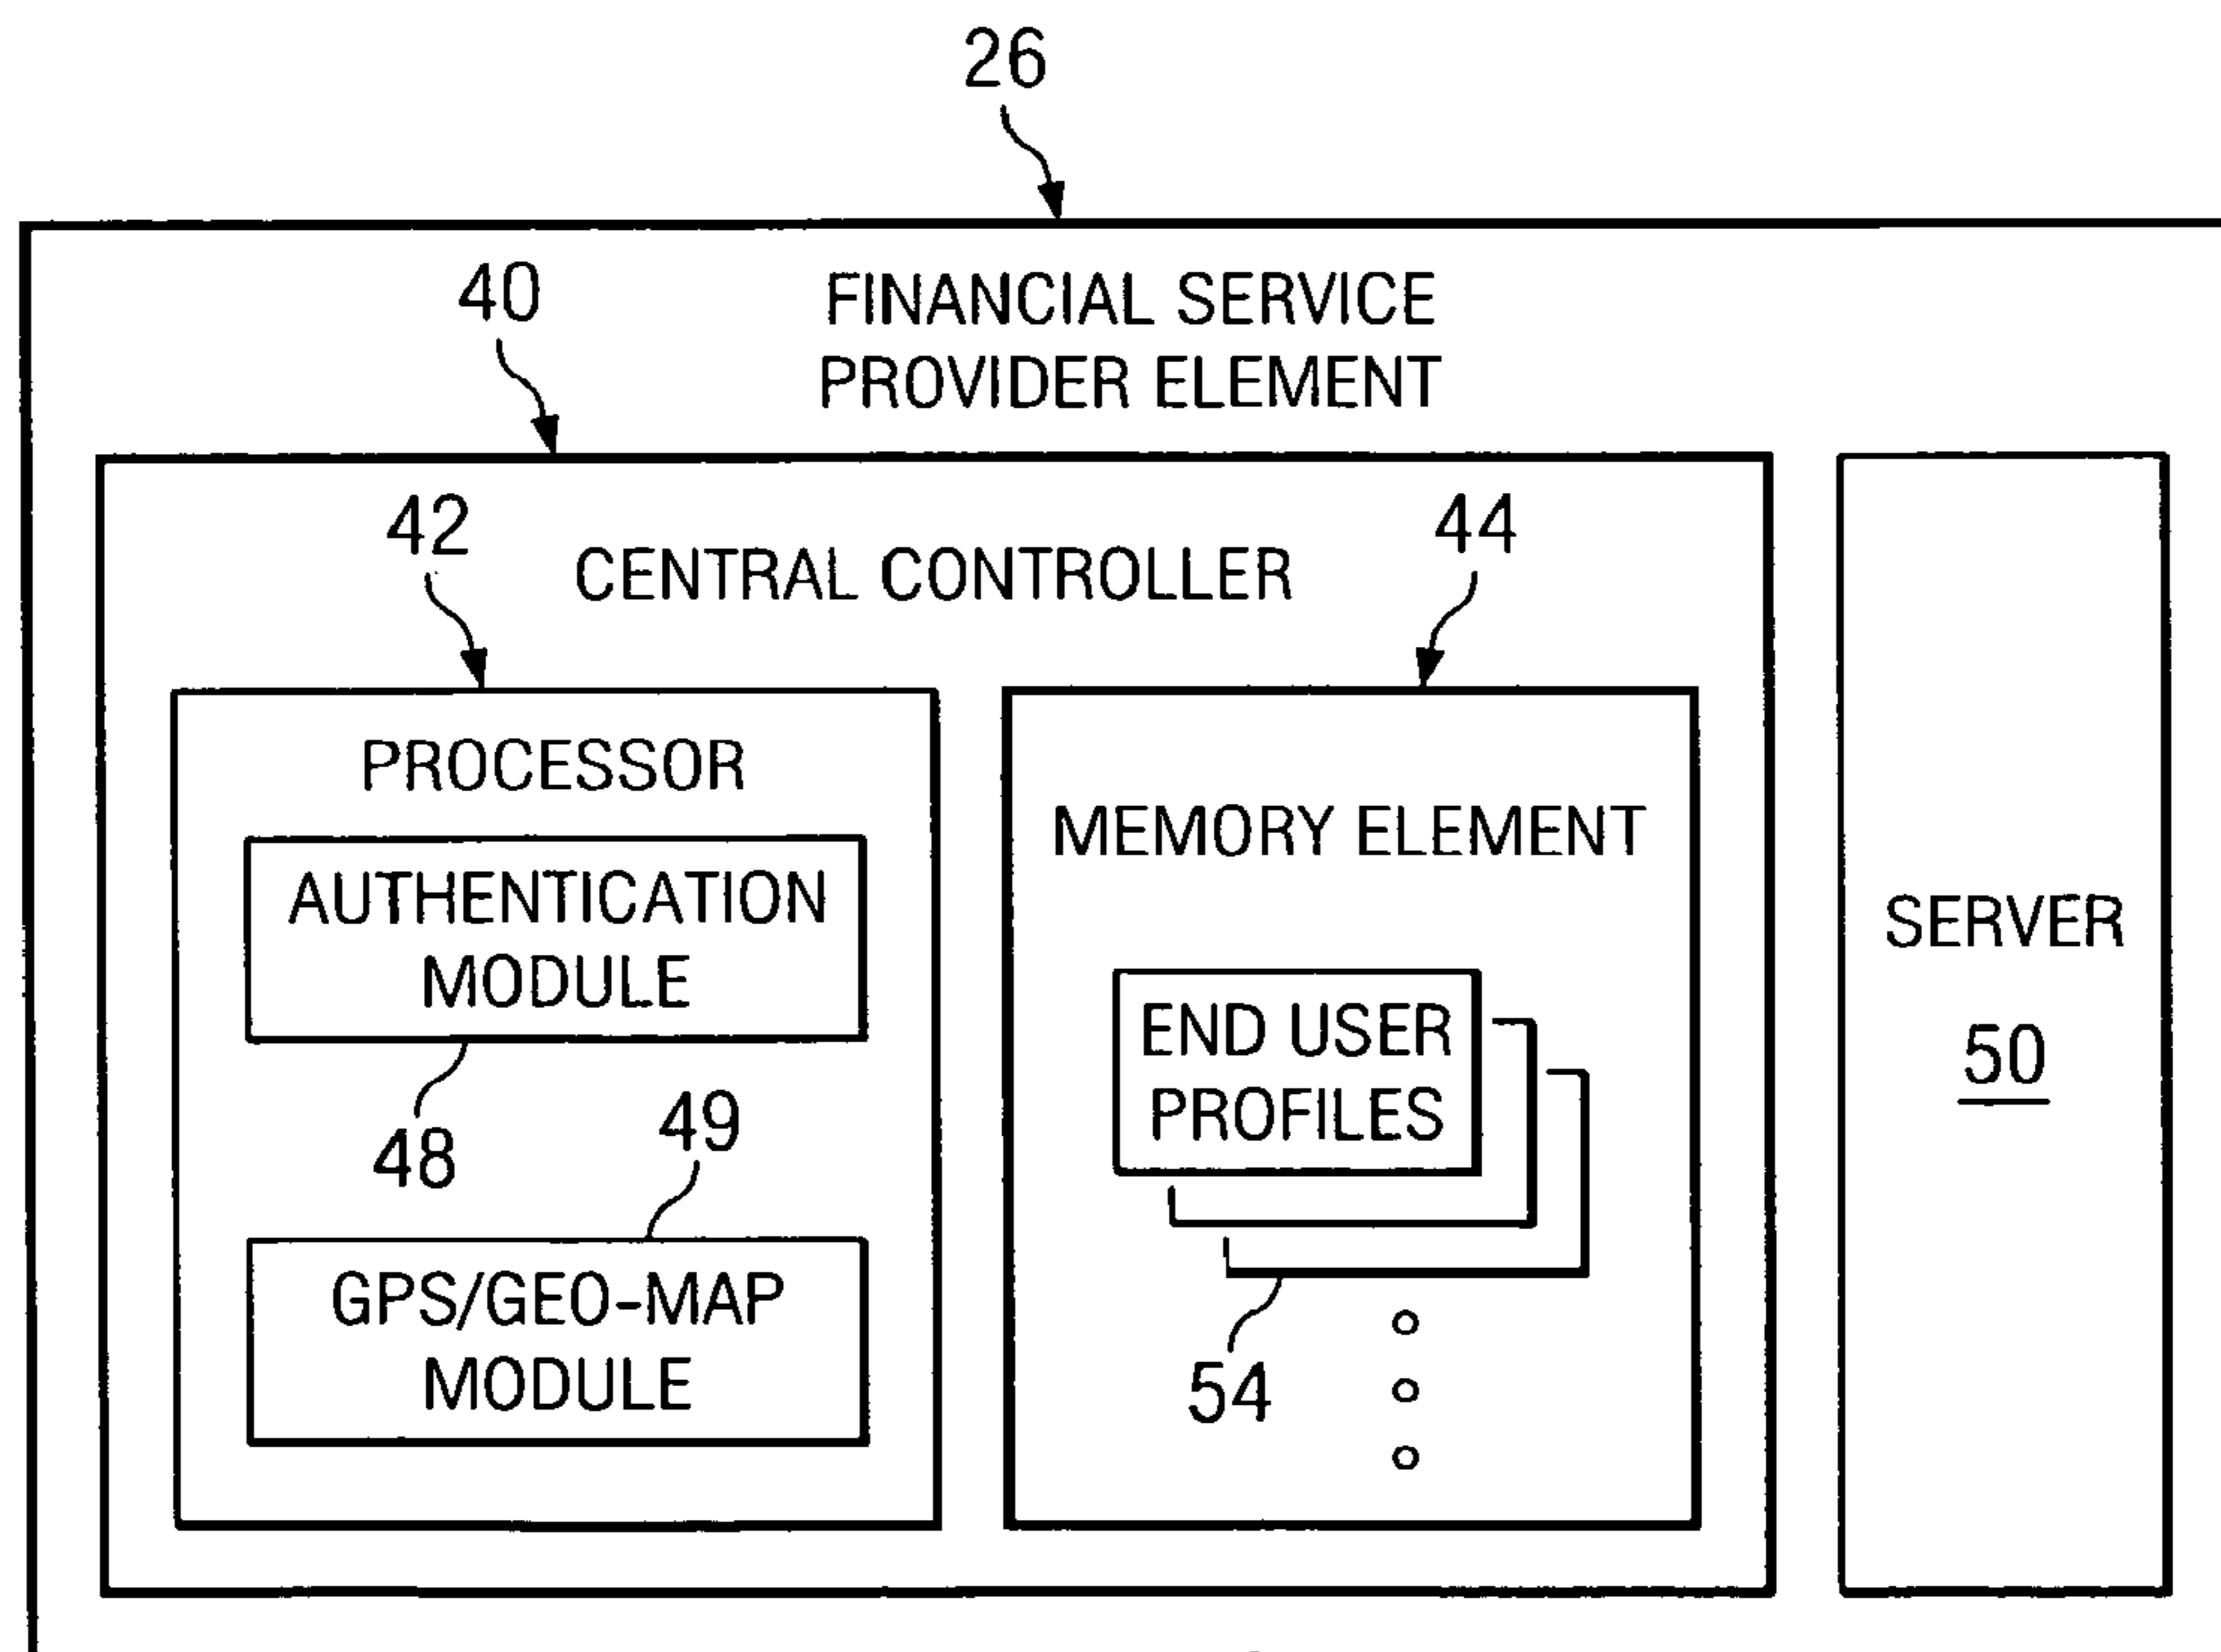 26
40
FINANCIAL SERVICE
PROVIDER ELEMENT
42
CENTRAL CONTROLLER
44
PROCESSOR
AUTHENTICATION
MODULE
48
49
GPS/GEO-MAP
MODULE
MEMORY ELEMENT
END USER
PROFILES
54
SERVER
50